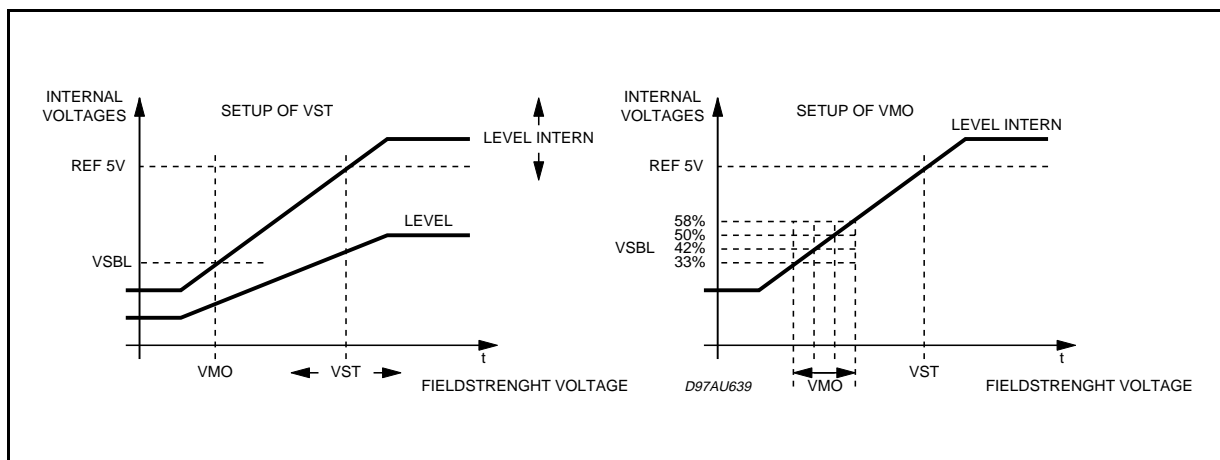 INTERNAL
VOLTAGES
SETUP OF VST
LEVEL INTERN
REF 5V
LEVEL
VSBL
t
VMO
VST
FIELDSTRENGHT VOLTAGE
INTERNAL
VOLTAGES
SETUP OF VMO
LEVEL INTERN
REF 5V
58%
50%
VSBL
42%
33%
t
D97AU639
VMO
VST
FIELDSTRENGHT VOLTAGE